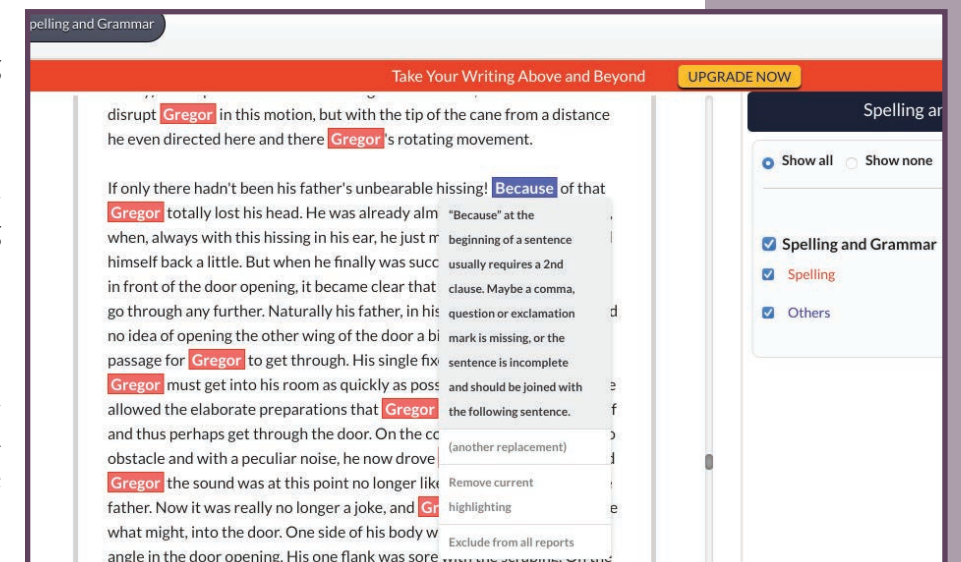 pelling and Grammar
Take Your Writing Above and Beyond
UPGRADE NOW
disrupt Gregor in this motion, but with the tip of the cane from a distance
he even directed here and there Gregor's rotating movement.
If only there hadn't been his father's unbearable hissing! Because of that
Gregor totally lost his head. He was already alm
when, always with this hissing in his ear, he just m
himself back a little. But when he finally was succ
in front of the door opening, it became clear that
go through any further. Naturally his father, in his
no idea of opening the other wing of the door a bi
passage for Gregor to get through. His single fix
Gregor must get into his room as quickly as poss
allowed the elaborate preparations that Gregor
and thus perhaps get through the door. On the co
obstacle and with a peculiar noise, he now drove
Gregor the sound was at this point no longer like
father. Now it was really no longer a joke, and Gr
what might, into the door. One side of his body w
angle in the door opening. His one flank was sore with the scraping. On the
"Because" at the
beginning of a sentence
usually requires a 2nd
clause. Maybe a comma,
question or exclamation
mark is missing, or the
sentence is incomplete
and should be joined with
the following sentence.
(another replacement)
Remove current
highlighting
Exclude from all reports
Spelling an
Show all Show none
Spelling and Grammar
Spelling
Others